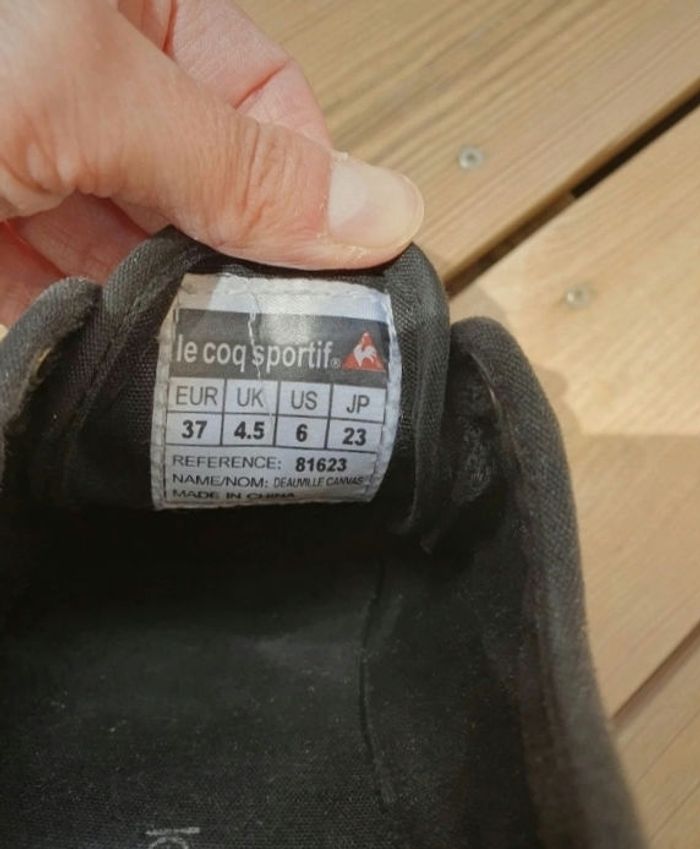 le coq sportif®
EUR UK US JP
37 4.5 6 23
REFERENCE: 81623
NAME/NOM: DEAUVILLE CANVAS
MADE IN CHINA